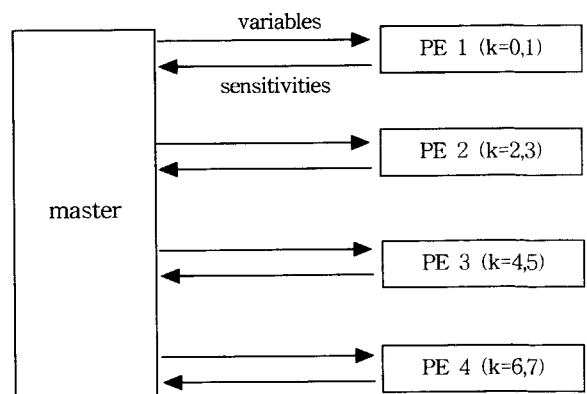 variables
PE 1 (k=0,1)
sensitivities
PE 2 (k=2,3)
master
PE 3 (k=4,5)
PE 4 (k=6,7)